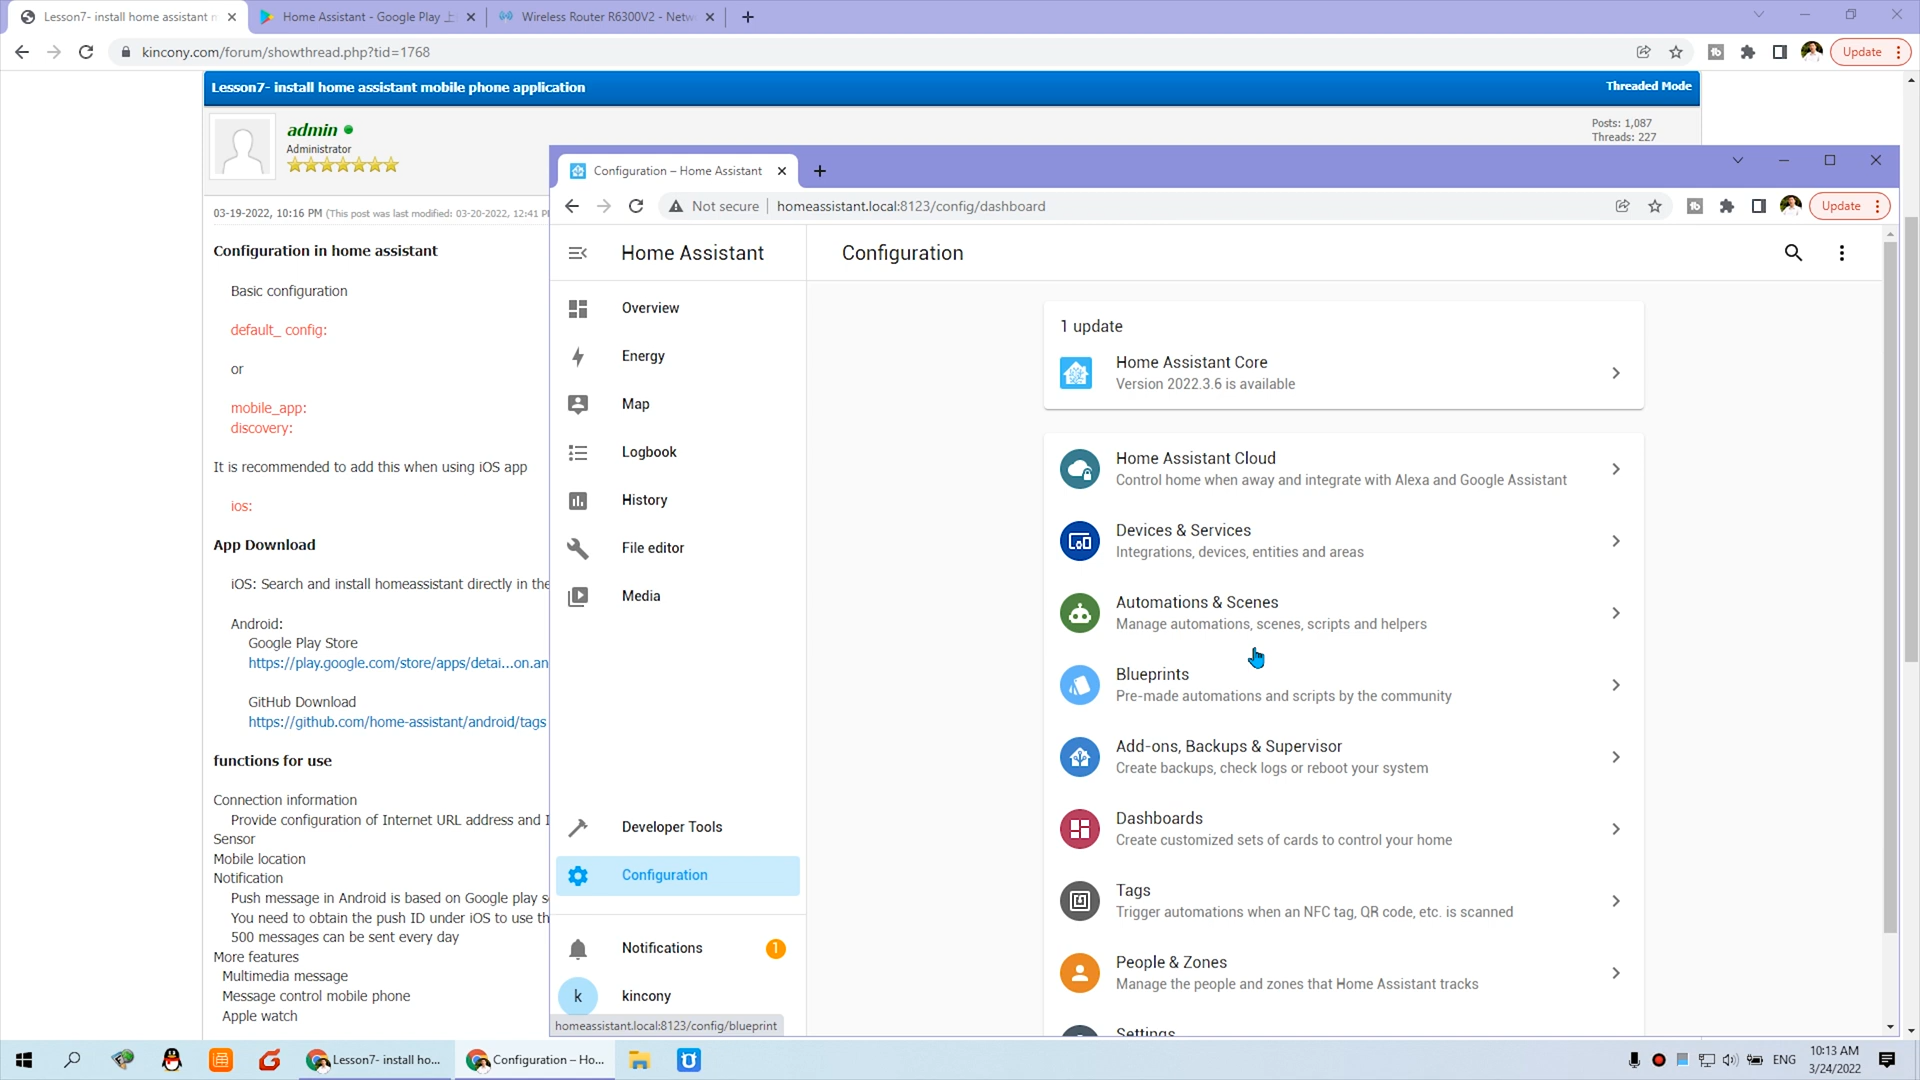 Lesson7- install home assistant m
Home Assistant - Google Play 上
Wireless Router R6300V2 - Netw
kincony.com/forum/showthread.php?tid=1768
Update
Lesson7- install home assistant mobile phone application
Threaded Mode
admin
Administrator
Posts: 1,087
Threads: 227
03-19-2022, 10:16 PM (This post was last modified: 03-20-2022, 12:41 P
Configuration in home assistant
Basic configuration
default_ config:
or
mobile_app:
discovery:
It is recommended to add this when using iOS app
ios:
App Download
iOS: Search and install homeassistant directly in the
Android:
Google Play Store
https://play.google.com/store/apps/detai...on.an
GitHub Download
https://github.com/home-assistant/android/tags
functions for use
Connection information
Provide configuration of Internet URL address and I
Sensor
Mobile location
Notification
Push message in Android is based on Google play s
You need to obtain the push ID under iOS to use th
500 messages can be sent every day
More features
Multimedia message
Message control mobile phone
Apple watch
Configuration – Home Assistant
Not secure
homeassistant.local:8123/config/dashboard
Update
Home Assistant
Configuration
Overview
Energy
Map
Logbook
History
File editor
Media
Developer Tools
Configuration
Notifications
1
k
kincony
homeassistant.local:8123/config/blueprint
1 update
Home Assistant Core
Version 2022.3.6 is available
Home Assistant Cloud
Control home when away and integrate with Alexa and Google Assistant
Devices & Services
Integrations, devices, entities and areas
Automations & Scenes
Manage automations, scenes, scripts and helpers
Blueprints
Pre-made automations and scripts by the community
Add-ons, Backups & Supervisor
Create backups, check logs or reboot your system
Dashboards
Create customized sets of cards to control your home
Tags
Trigger automations when an NFC tag, QR code, etc. is scanned
People & Zones
Manage the people and zones that Home Assistant tracks
Settings
Lesson7- install ho...
Configuration – Ho...
ENG
10:13 AM
3/24/2022